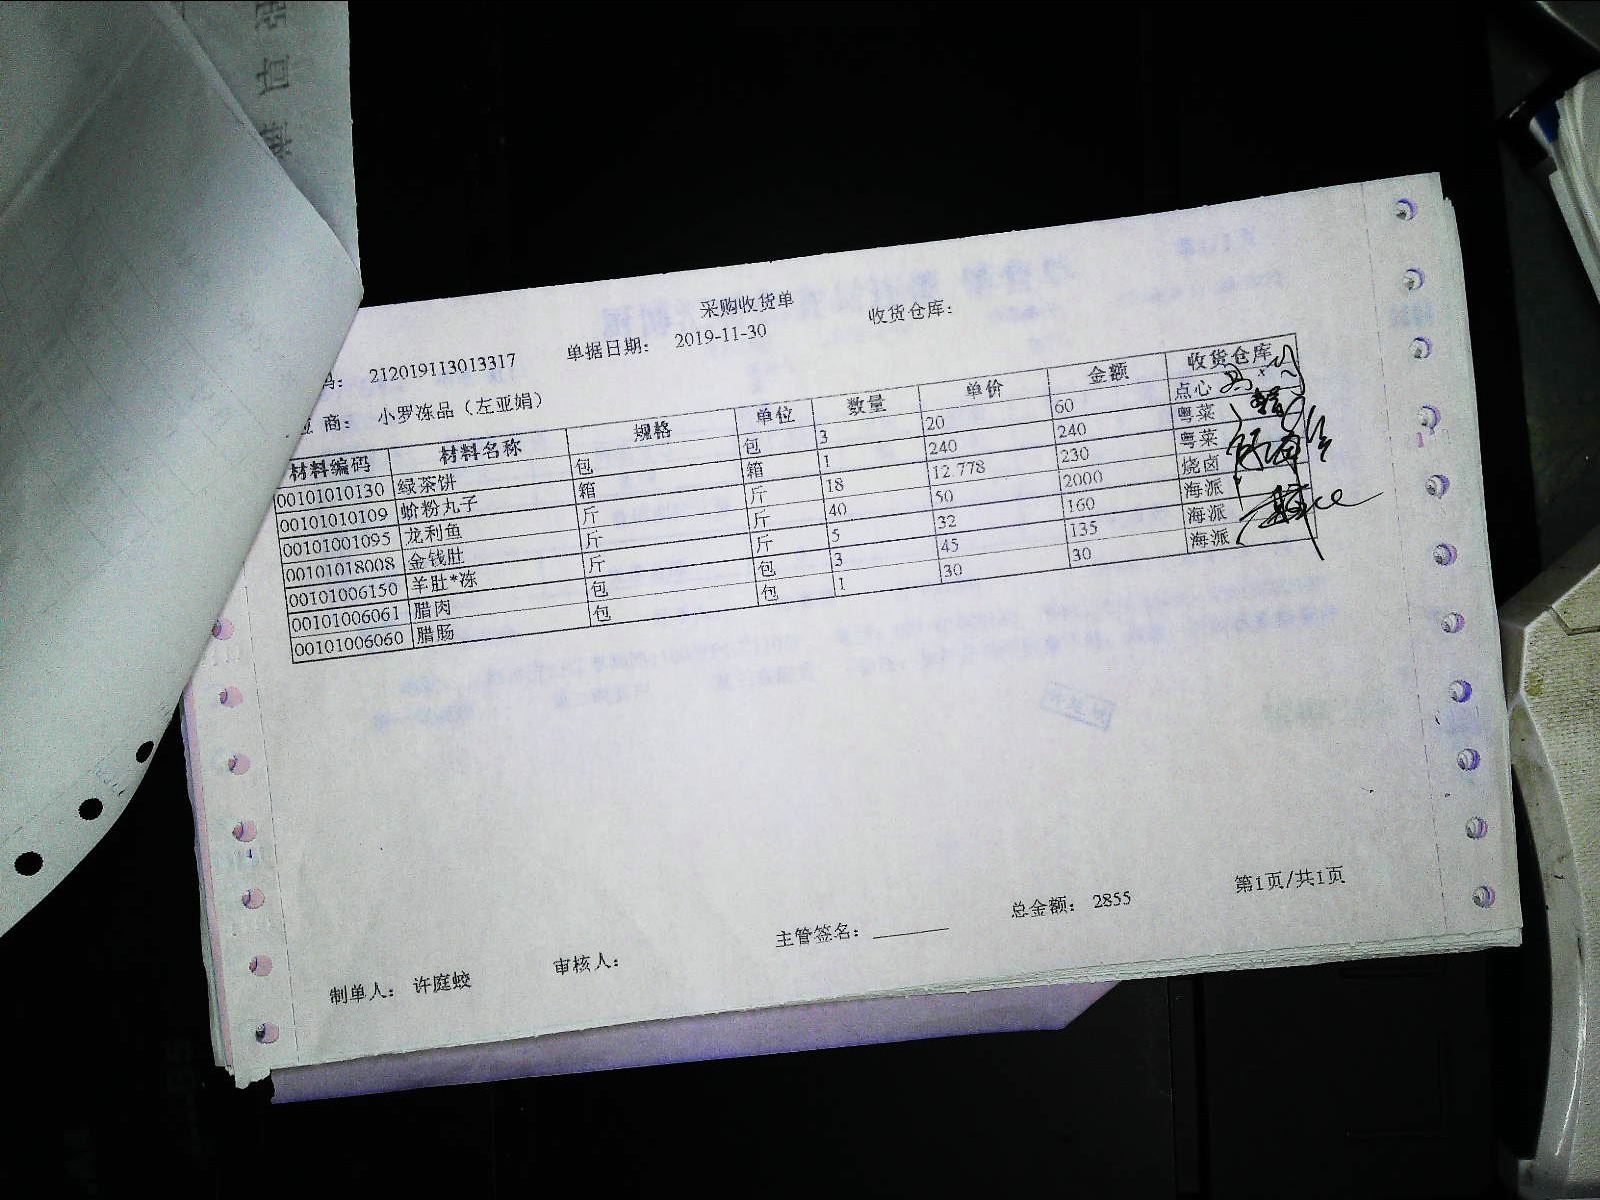 采购收货单
码: 212019113013317 单据日期: 2019-11-30 收货仓库:
应 商: 小罗冻品（左亚娟）
材料编码 材料名称 规格 单位 数量 单价 金额 收货仓库
00101010130 绿茶饼 包 包 3 20 60 点心
00101010109 蚧粉丸子 箱 箱 1 240 240 粤菜
00101001095 龙利鱼 斤 斤 18 12.778 230 粤菜
00101018008 金钱肚 斤 斤 40 50 2000 烧卤
00101006150 羊肚*冻 斤 斤 5 32 160 海派
00101006061 腊肉 包 包 3 45 135 海派
00101006060 腊肠 包 包 1 30 30 海派
总金额: 2855 第1页/共1页
制单人: 许庭蛟 审核人: 主管签名: